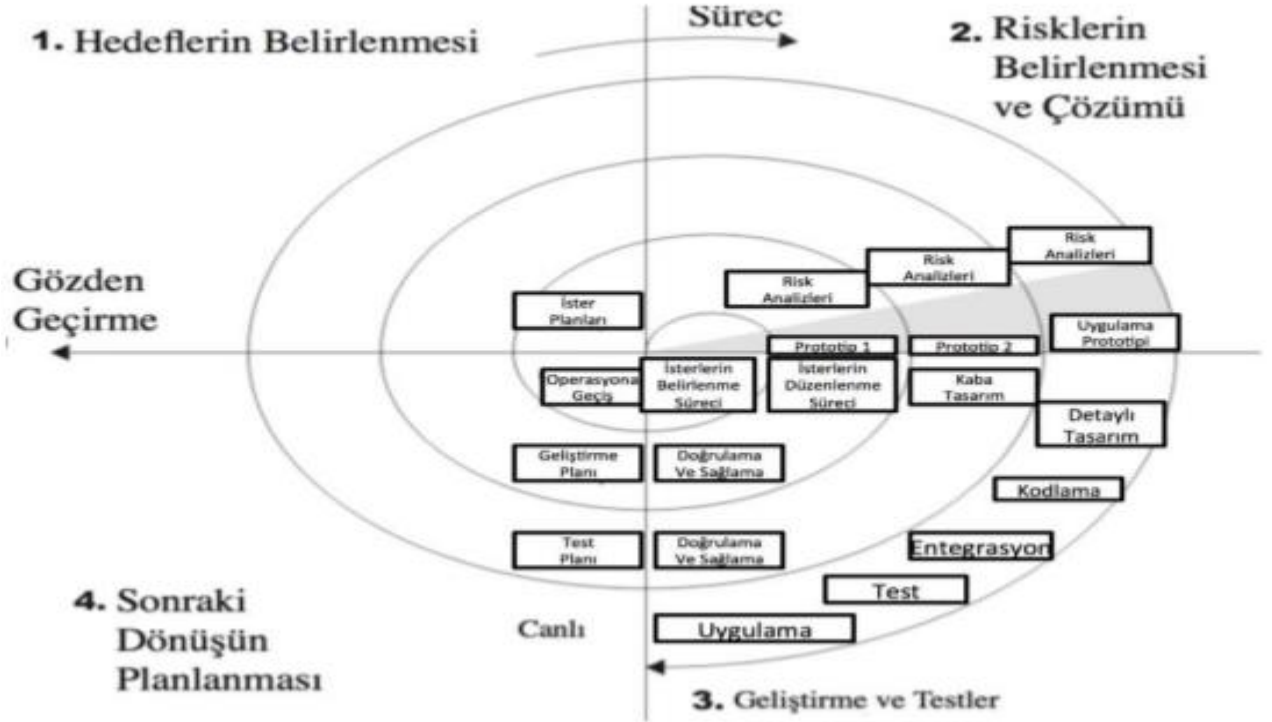 1. Hedeflerin Belirlenmesi
Süreç
2. Risklerin
Belirlenmesi
ve Çözümü
Gözden
Geçirme
İster
Planları
Risk
Analizleri
Risk
Analizleri
Risk
Analizleri
Prototip 1
Prototip 2
Uygulama
Prototipi
Operasyona
Geçiş
İsterlerin
Belirlenme
Süreci
İsterlerin
Düzenlenme
Süreci
Kaba
Tasarım
Detaylı
Tasarım
Geliştirme
Planı
Doğrulama
Ve Sağlama
Kodlama
Test
Planı
Doğrulama
Ve Sağlama
Entegrasyon
Test
Canlı
Uygulama
4. Sonraki
Dönüşün
Planlanması
3. Geliştirme ve Testler